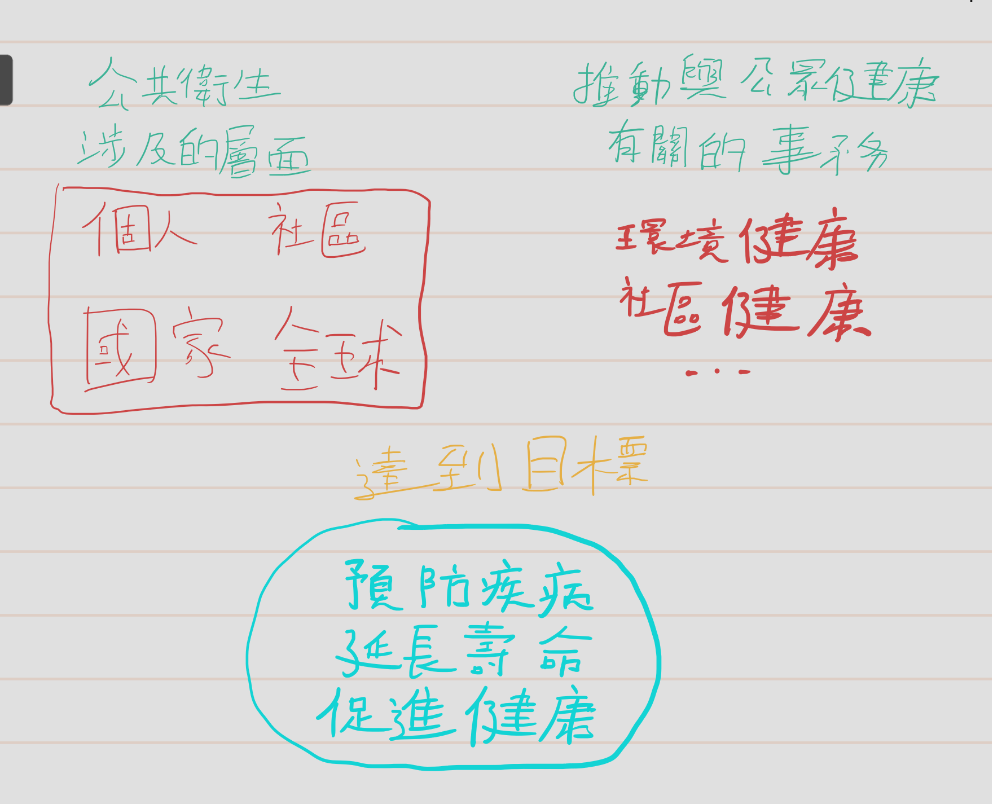 公共衛生
涉及的層面
個人 社區
國家 全球
推動與公眾健康
有關的事務
環境健康
社區健康
...
達到目標
預防疾病
延長壽命
促進健康